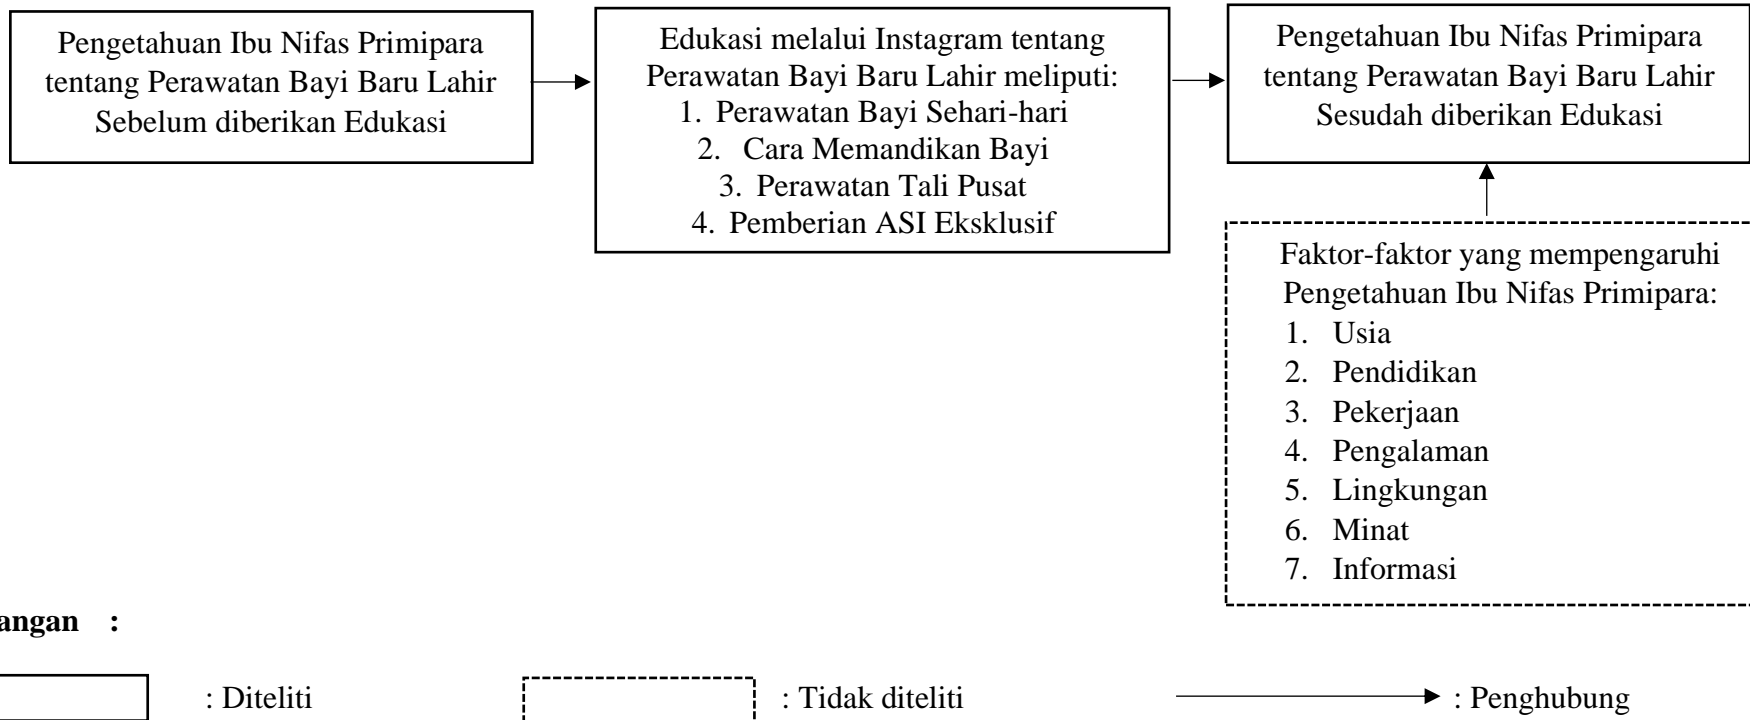 Pengetahuan Ibu Nifas Primipara
tentang Perawatan Bayi Baru Lahir
Sebelum diberikan Edukasi
Edukasi melalui Instagram tentang
Perawatan Bayi Baru Lahir meliputi:
1. Perawatan Bayi Sehari-hari
2. Cara Memandikan Bayi
3. Perawatan Tali Pusat
4. Pemberian ASI Eksklusif
Pengetahuan Ibu Nifas Primipara
tentang Perawatan Bayi Baru Lahir
Sesudah diberikan Edukasi
Faktor-faktor yang mempengaruhi
Pengetahuan Ibu Nifas Primipara:
1. Usia
2. Pendidikan
3. Pekerjaan
4. Pengalaman
5. Lingkungan
6. Minat
7. Informasi
angan :
: Diteliti
: Tidak diteliti
: Penghubung